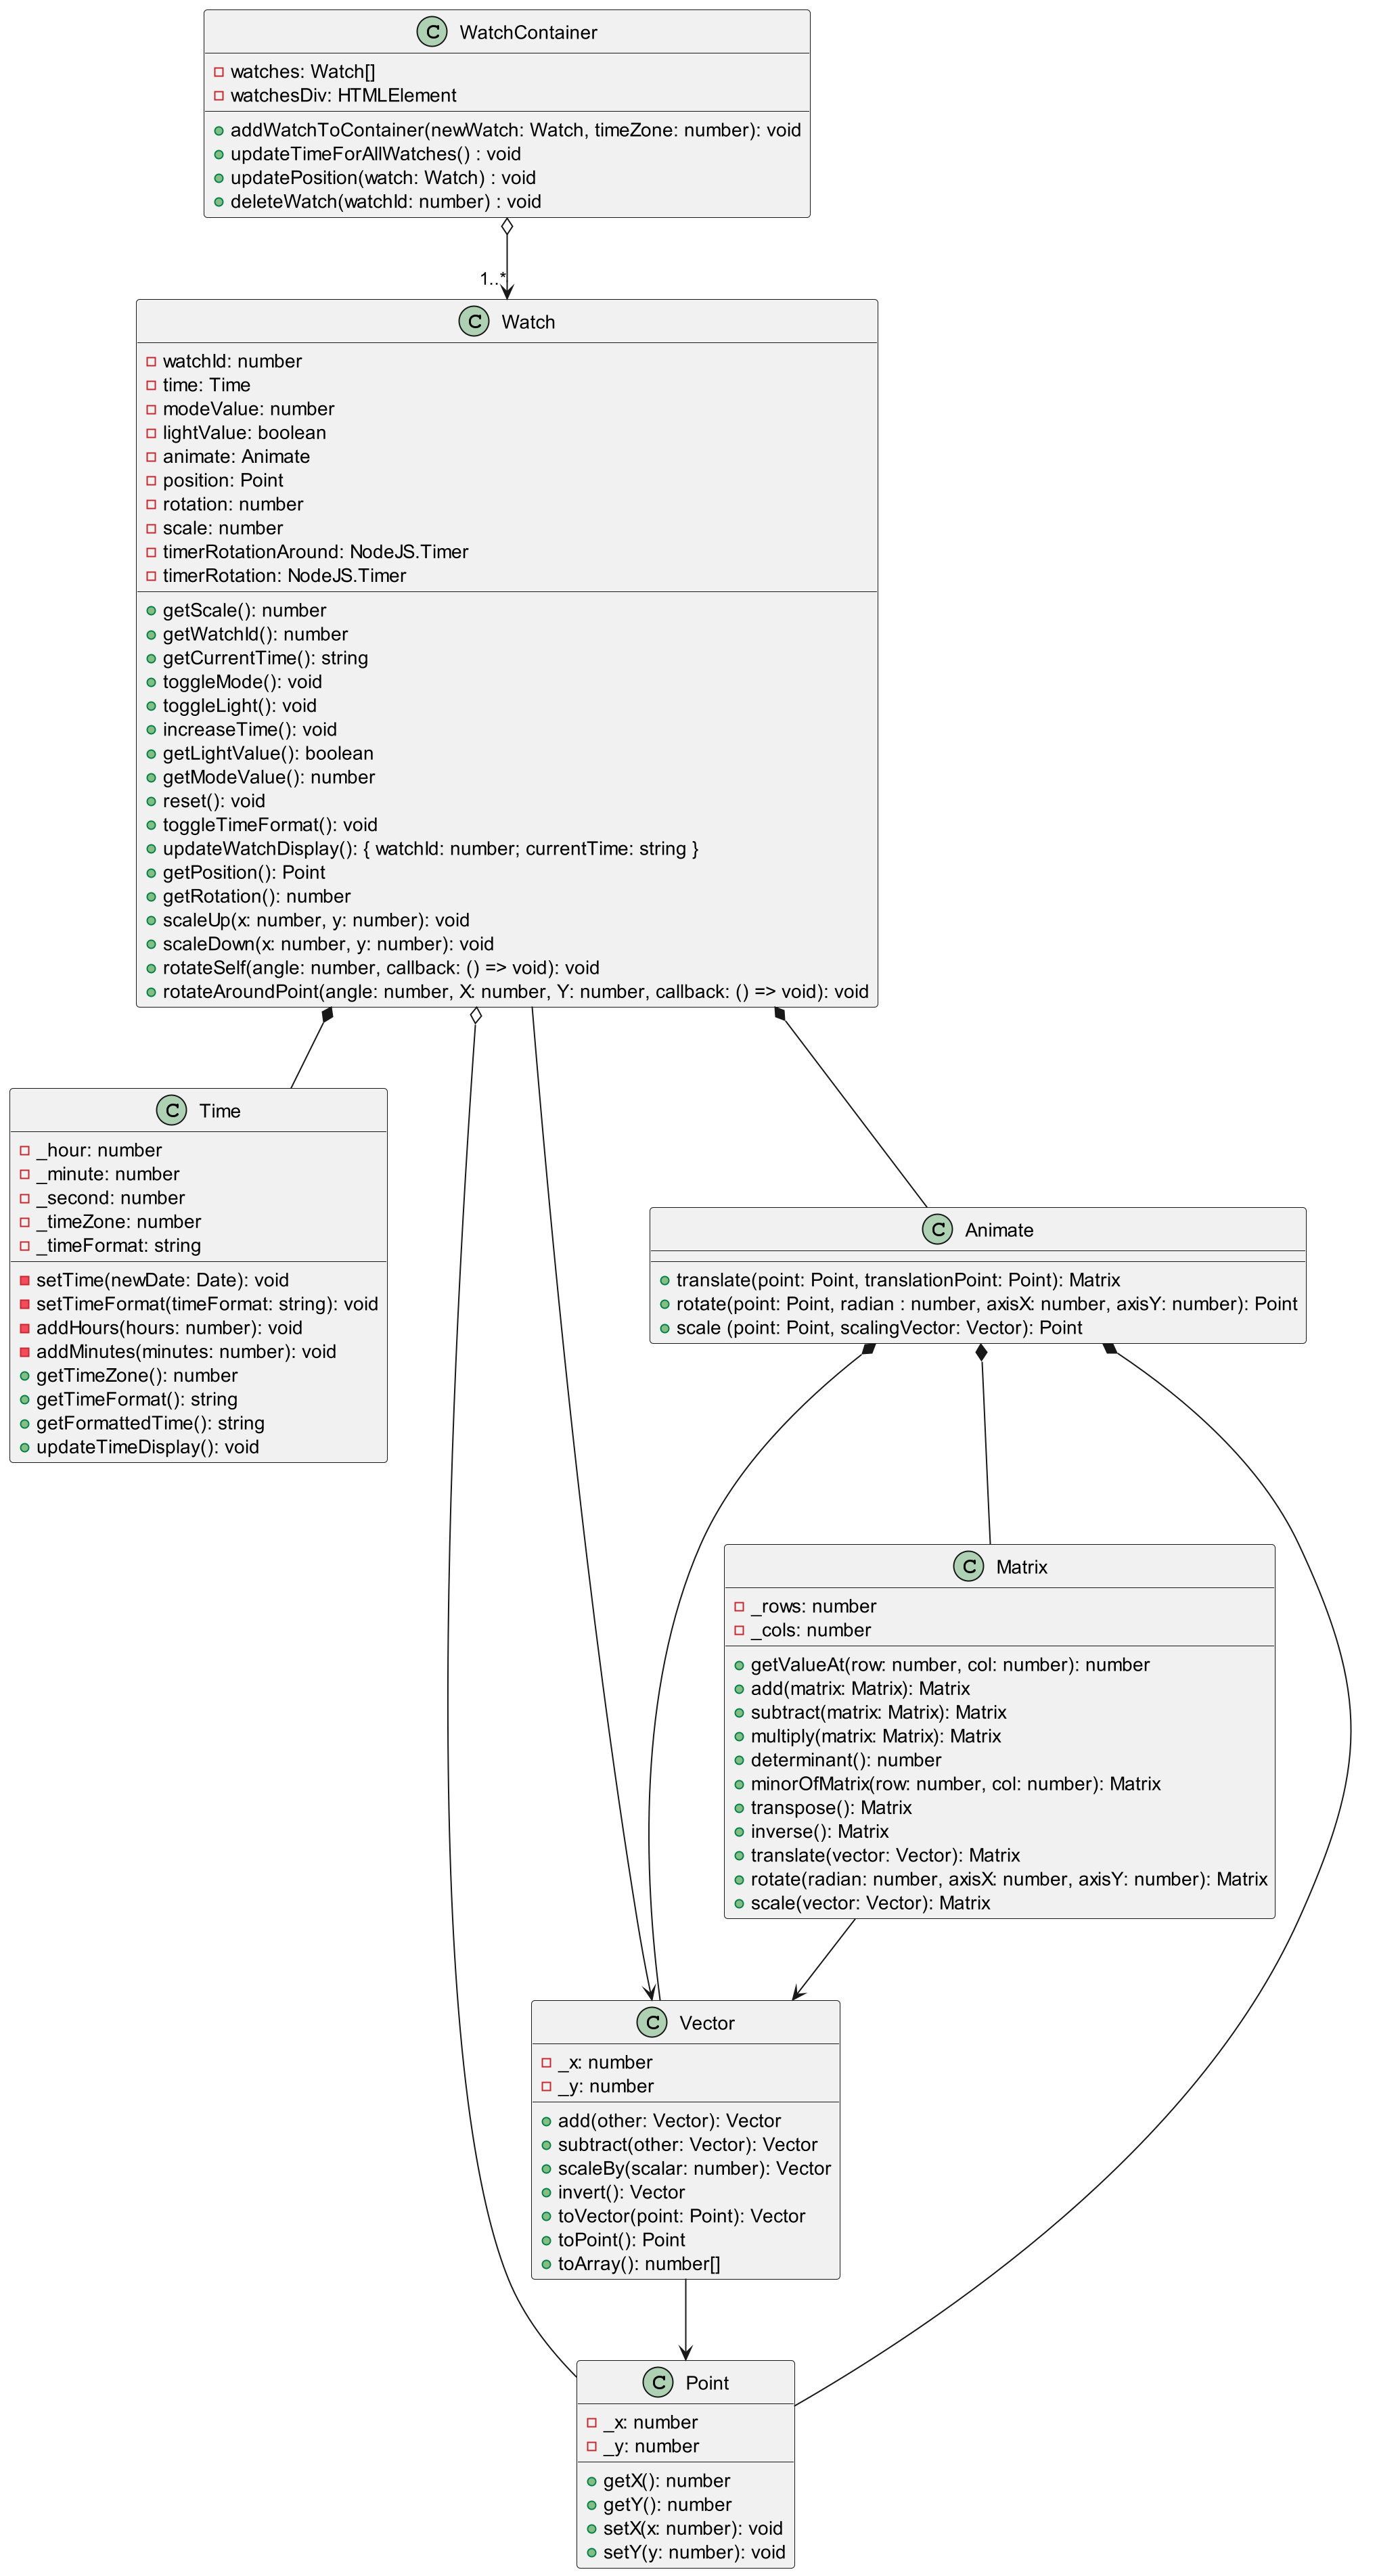 C WatchContainer
watches: Watch[]
watchesDiv: HTMLElement
addWatchToContainer(newWatch: Watch, timeZone: number): void
updateTimeForAllWatches() : void
updatePosition(watch: Watch) : void
deleteWatch(watchId: number) : void
1..*
C Watch
watchId: number
time: Time
modeValue: number
lightValue: boolean
animate: Animate
position: Point
rotation: number
scale: number
timerRotationAround: NodeJS.Timer
timerRotation: NodeJS.Timer
getScale(): number
getWatchId(): number
getCurrentTime(): string
toggleMode(): void
toggleLight(): void
increaseTime(): void
getLightValue(): boolean
getModeValue(): number
reset(): void
toggleTimeFormat(): void
updateWatchDisplay(): { watchId: number; currentTime: string }
getPosition(): Point
getRotation(): number
scaleUp(x: number, y: number): void
scaleDown(x: number, y: number): void
rotateSelf(angle: number, callback: () => void): void
rotateAroundPoint(angle: number, X: number, Y: number, callback: () => void): void
C Time
_hour: number
_minute: number
_second: number
_timeZone: number
_timeFormat: string
setTime(newDate: Date): void
setTimeFormat(timeFormat: string): void
addHours(hours: number): void
addMinutes(minutes: number): void
getTimeZone(): number
getTimeFormat(): string
getFormattedTime(): string
updateTimeDisplay(): void
C Animate
translate(point: Point, translationPoint: Point): Matrix
rotate(point: Point, radian : number, axisX: number, axisY: number): Point
scale (point: Point, scalingVector: Vector): Point
C Matrix
_rows: number
_cols: number
getValueAt(row: number, col: number): number
add(matrix: Matrix): Matrix
subtract(matrix: Matrix): Matrix
multiply(matrix: Matrix): Matrix
determinant(): number
minorOfMatrix(row: number, col: number): Matrix
transpose(): Matrix
inverse(): Matrix
translate(vector: Vector): Matrix
rotate(radian: number, axisX: number, axisY: number): Matrix
scale(vector: Vector): Matrix
C Vector
_x: number
_y: number
add(other: Vector): Vector
subtract(other: Vector): Vector
scaleBy(scalar: number): Vector
invert(): Vector
toVector(point: Point): Vector
toPoint(): Point
toArray(): number[]
C Point
_x: number
_y: number
getX(): number
getY(): number
setX(x: number): void
setY(y: number): void